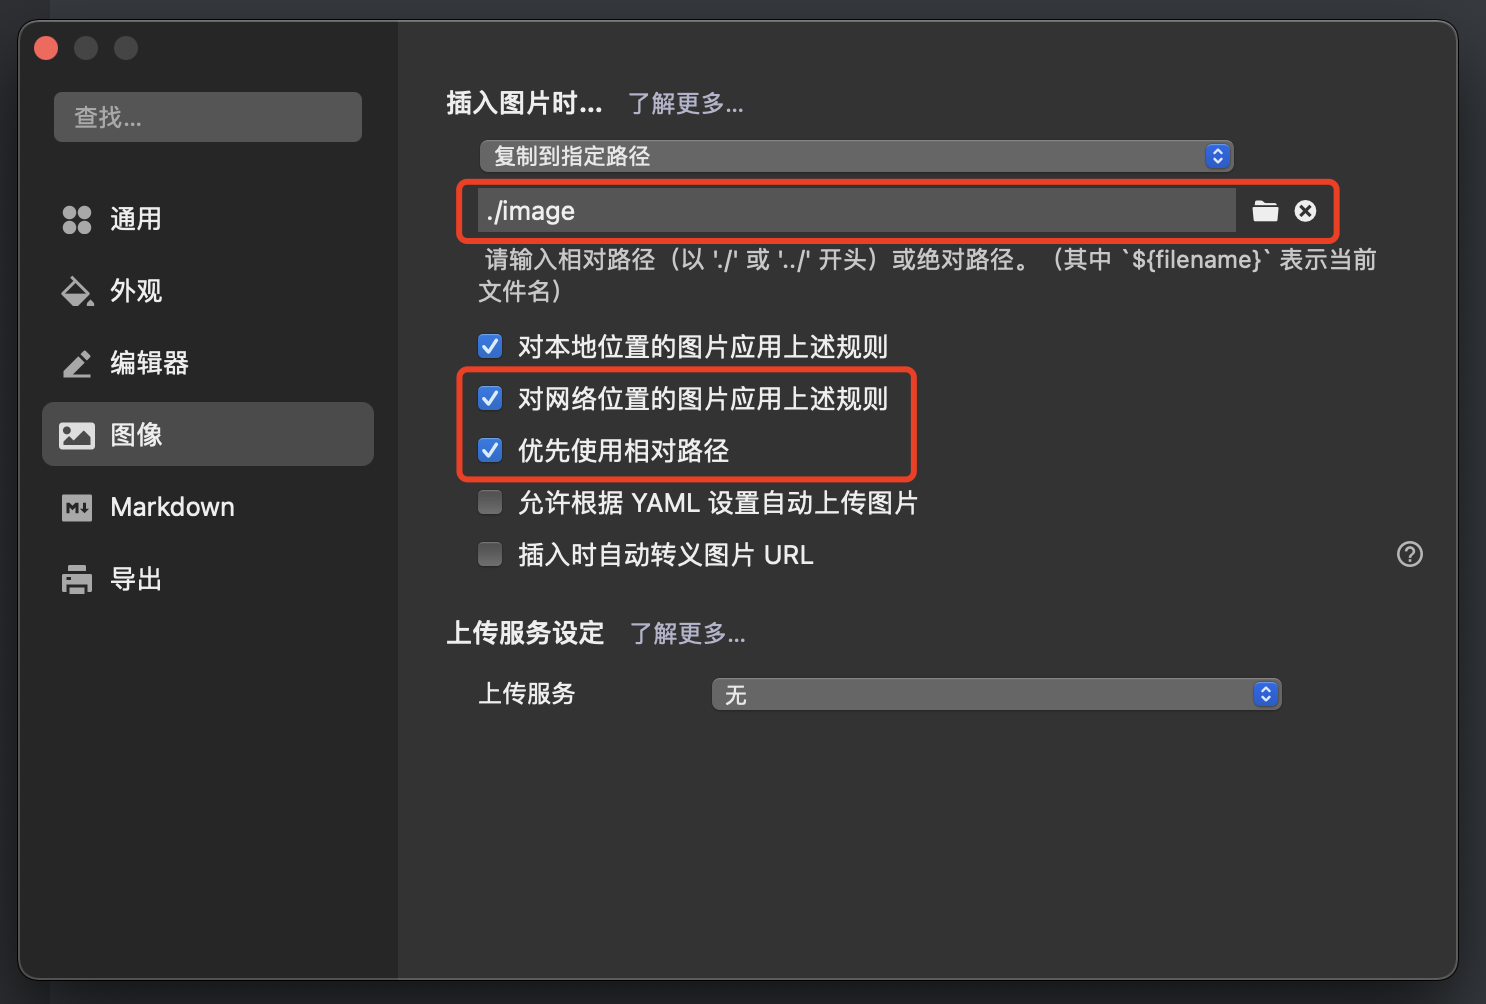 查找...
通用
外观
编辑器
图像
Markdown
导出
插入图片时... 了解更多...
复制到指定路径
./image
请输入相对路径（以 './' 或 '../' 开头）或绝对路径。（其中 `${filename}` 表示当前
文件名）
对本地位置的图片应用上述规则
对网络位置的图片应用上述规则
优先使用相对路径
允许根据 YAML 设置自动上传图片
插入时自动转义图片 URL
上传服务设定 了解更多...
上传服务 无